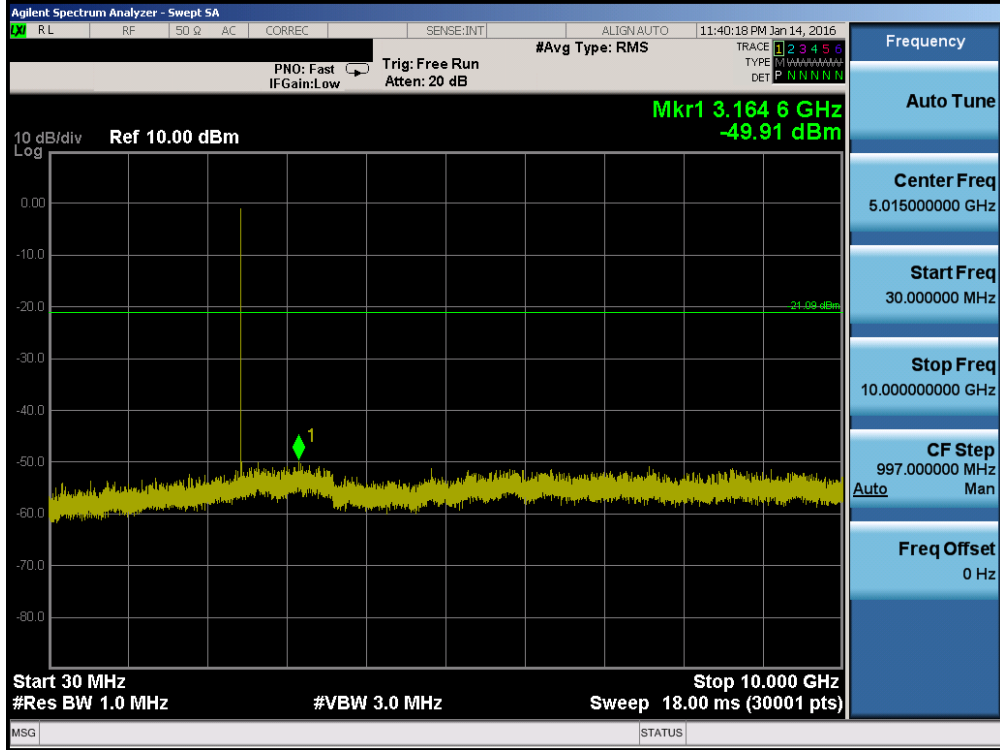 Agilent Spectrum Analyzer - Swept SA
LXI RL RF 50 Ω AC CORREC SENSE:INT ALIGN AUTO 11:40:18 PM Jan 14, 2016
#Avg Type: RMS TRACE 1 2 3 4 5 6
PNO: Fast Trig: Free Run TYPE M WWWWW
IFGain:Low Atten: 20 dB DET P N N N N N
Mkr1 3.164 6 GHz
-49.91 dBm
10 dB/div Ref 10.00 dBm
Log
0.00
-10.0
-20.0
-21.09 dBm
-30.0
-40.0
1
-50.0
-60.0
-70.0
-80.0
Start 30 MHz Stop 10.000 GHz
#Res BW 1.0 MHz #VBW 3.0 MHz Sweep 18.00 ms (30001 pts)
MSG STATUS
Frequency
Auto Tune
Center Freq
5.015000000 GHz
Start Freq
30.000000 MHz
Stop Freq
10.000000000 GHz
CF Step
997.000000 MHz
Auto Man
Freq Offset
0 Hz